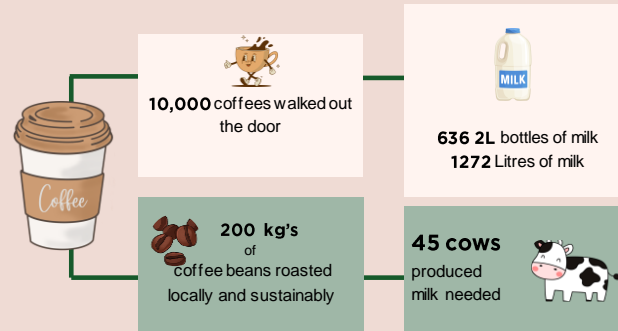 10,000 coffees walked out
the door
MILK
636 2L bottles of milk
1272 Litres of milk
Coffee
200 kg's
of
coffee beans roasted
locally and sustainably
45 cows
produced
milk needed